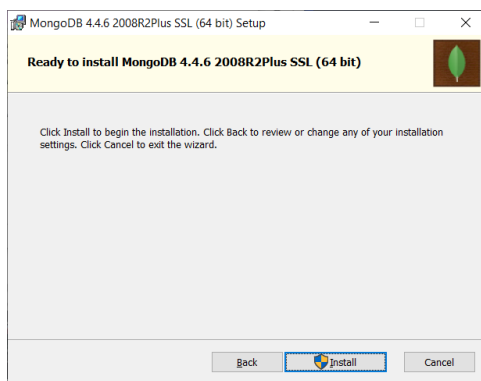 MongoDB 4.4.6 2008R2Plus SSL (64 bit) Setup
Ready to install MongoDB 4.4.6 2008R2Plus SSL (64 bit)
Click Install to begin the installation. Click Back to review or change any of your installation
settings. Click Cancel to exit the wizard.
Back Install Cancel